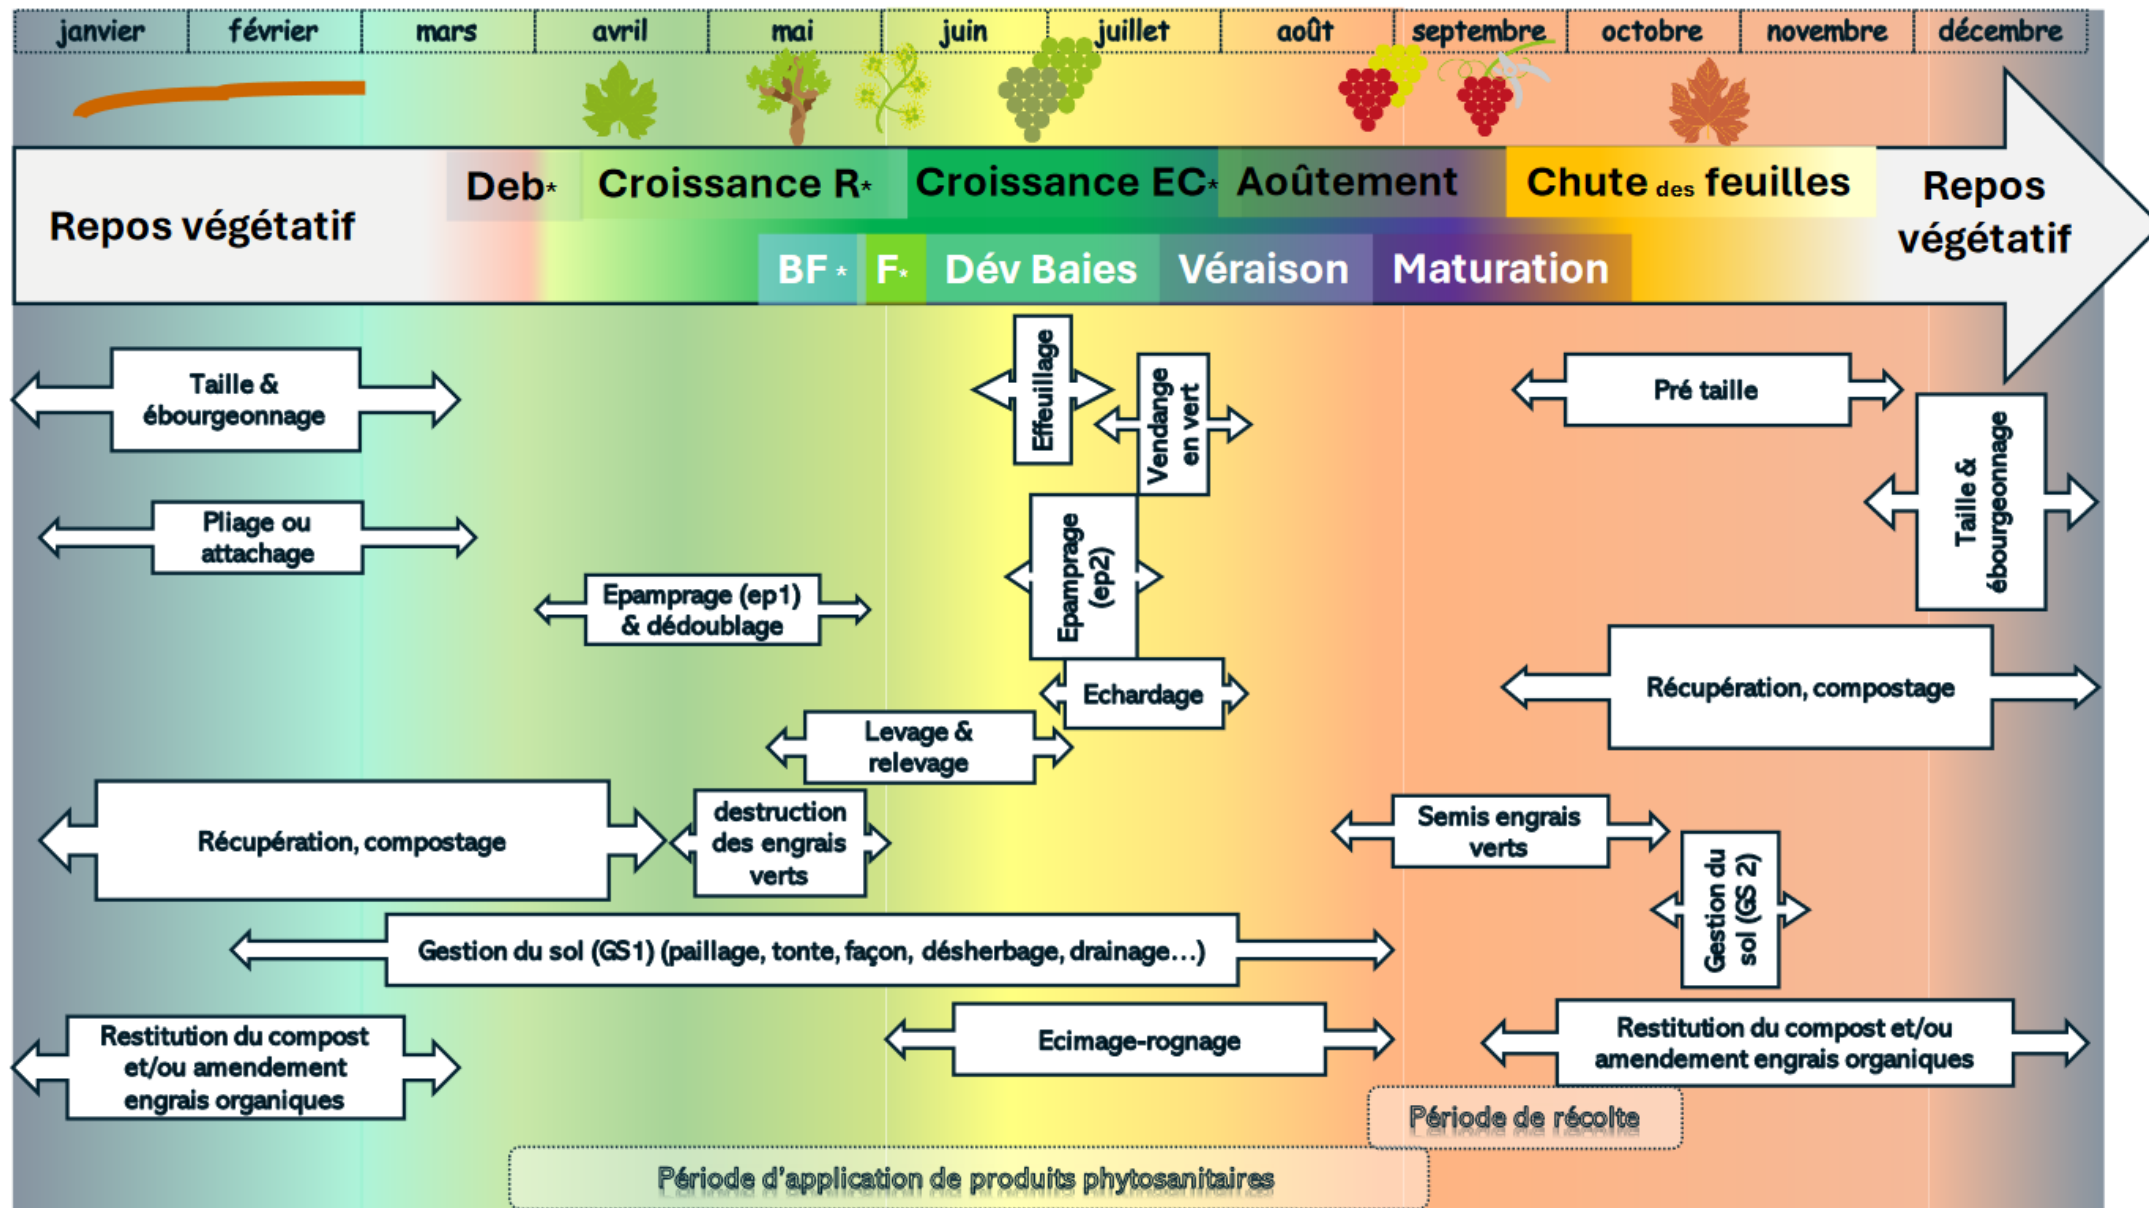 janvier février mars avril mai juin juillet août septembre octobre novembre décembre
Deb* Croissance R* Croissance EC* Aoûtement Chute des feuilles
Repos végétatif
Repos
végétatif
BF * F* Dév Baies Véraison Maturation
Taille &
ébourgeonnage
Effeuillage
Vendange
en vert
Pré taille
Taille &
ébourgeonnage
Pliage ou
attachage
Epamprage (ep1)
& dédoublage
Epamprage
(ep2)
Echardage
Récupération, compostage
Levage &
relevage
Récupération, compostage
destruction
des engrais
verts
Semis engrais
verts
Gestion du
sol (GS 2)
Gestion du sol (GS1) (paillage, tonte, façon, désherbage, drainage...)
Restitution du compost
et/ou amendement
engrais organiques
Ecimage-rognage
Restitution du compost et/ou
amendement engrais organiques
Période de récolte
Période d'application de produits phytosanitaires